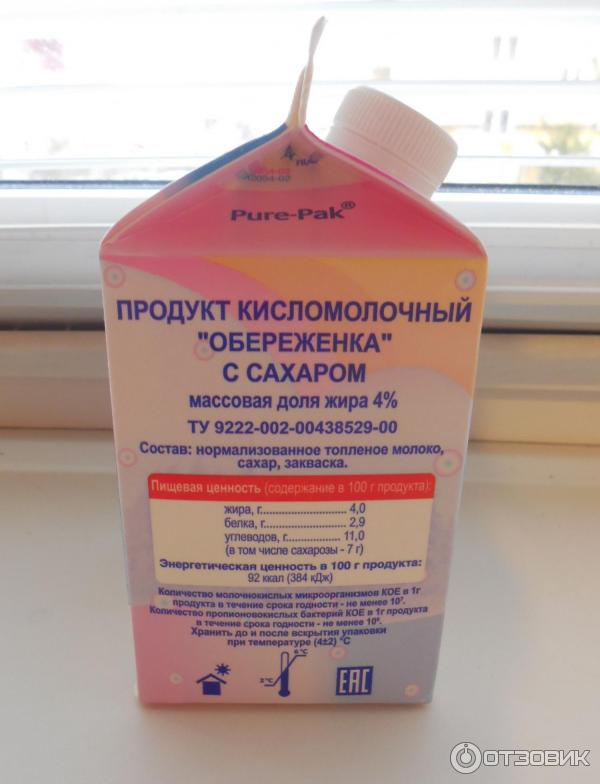 Pure-Pak®
ПРОДУКТ КИСЛОМОЛОЧНЫЙ
"ОБЕРЕЖЕНКА"
С САХАРОМ
массовая доля жира 4%
ТУ 9222-002-00438529-00
Состав: нормализованное топленое молоко,
сахар, закваска.
Пищевая ценность (содержание в 100 г продукта):
жира, г.......................... 4,0
белка, г........................ 2,9
углеводов, г................. 11,0
(в том числе сахарозы - 7 г)
Энергетическая ценность в 100 г продукта:
92 ккал (384 кДж)
Количество молочнокислых микроорганизмов КОЕ в 1г
продукта в течение срока годности - не менее 10⁷.
Количество пропионовокислых бактерий КОЕ в 1г продукта
в течение срока годности - не менее
Хранить до и после вскрытия упаковки
при температуре (4±2) °С
6 °С
2 °С
ЕАС
ОТЗОВИК